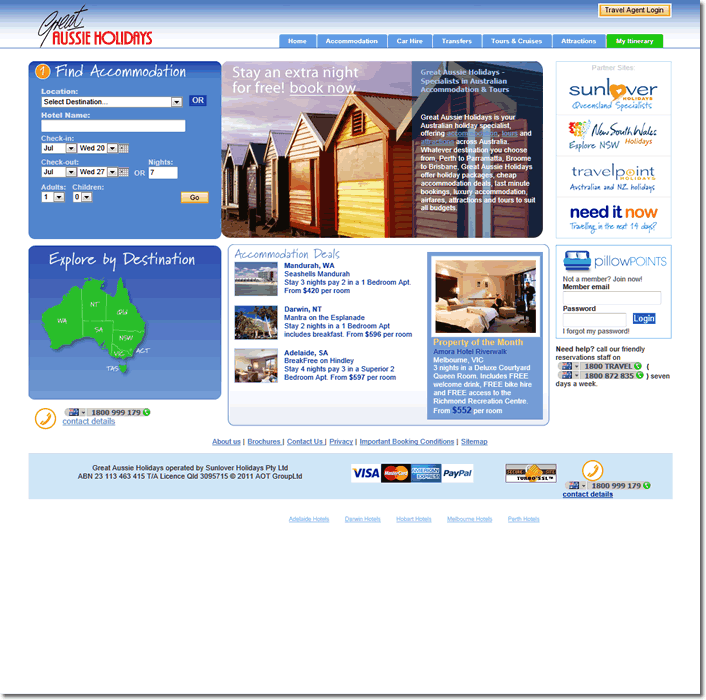 Great
AUSSIE HOLIDAYS
Travel Agent Login
Home
Accommodation
Car Hire
Transfers
Tours & Cruises
Attractions
My Itinerary
Find Accommodation
Location:
Select Destination...
OR
Hotel Name:
Check-in:
Jul
Wed 20
Check-out:
Nights:
Jul
Wed 27
OR
7
Adults:
Children:
1
0
Go
Stay an extra night
for free! book now
Great Aussie Holidays -
Specialists in Australian
Accommodation & Tours
Great Aussie Holidays is your
Australian holiday specialist,
offering accommodation, tours and
attractions across Australia.
Whatever destination you choose
from, Perth to Parramatta, Broome
to Brisbane, Great Aussie Holidays
offer holiday packages, cheap
accommodation deals, last minute
bookings, luxury accommodation,
airfares, attractions and tours to suit
all budgets.
Partner Sites:
sunlover
HOLIDAYS
Queensland Specialists
New South Wales
Explore NSW Holidays
travelpoint
HOLIDAYS
Australian and N.Z. holidays
need it now
Travelling in the next 14 days?
Explore by Destination
WA
NT
Qld
SA
NSW
VIC
ACT
TAS
1800 999 179
contact details
Accommodation Deals
Mandurah, WA
Seashells Mandurah
Stay 3 nights pay 2 in a 1 Bedroom Apt.
From $420 per room
Darwin, NT
Mantra on the Esplanade
Stay 2 nights in a 1 Bedroom Apt
includes breakfast. From $596 per room
Adelaide, SA
BreakFree on Hindley
Stay 4 nights pay 3 in a Superior 2
Bedroom Apt. From $597 per room
Property of the Month
Amora Hotel Riverwalk
Melbourne, VIC
3 nights in a Deluxe Courtyard
Queen Room. Includes FREE
welcome drink, FREE bike hire
and FREE access to the
Richmond Recreation Centre.
From $552 per room
pillowPOINTS
Not a member? Join now!
Member email
Password
Login
I forgot my password!
Need help? call our friendly
reservations staff on
1800 TRAVEL (
1800 872 835 ) seven
days a week.
About us | Brochures | Contact Us | Privacy | Important Booking Conditions | Sitemap
Great Aussie Holidays operated by Sunlover Holidays Pty Ltd
ABN 23 113 463 415 T/A Licence Qld 3095715 © 2011 AOT GroupLtd
VISA
MasterCard
AMERICAN EXPRESS
PayPal
TURBO SSL™
1800 999 179
contact details
Adelaide Hotels
Darwin Hotels
Hobart Hotels
Melbourne Hotels
Perth Hotels